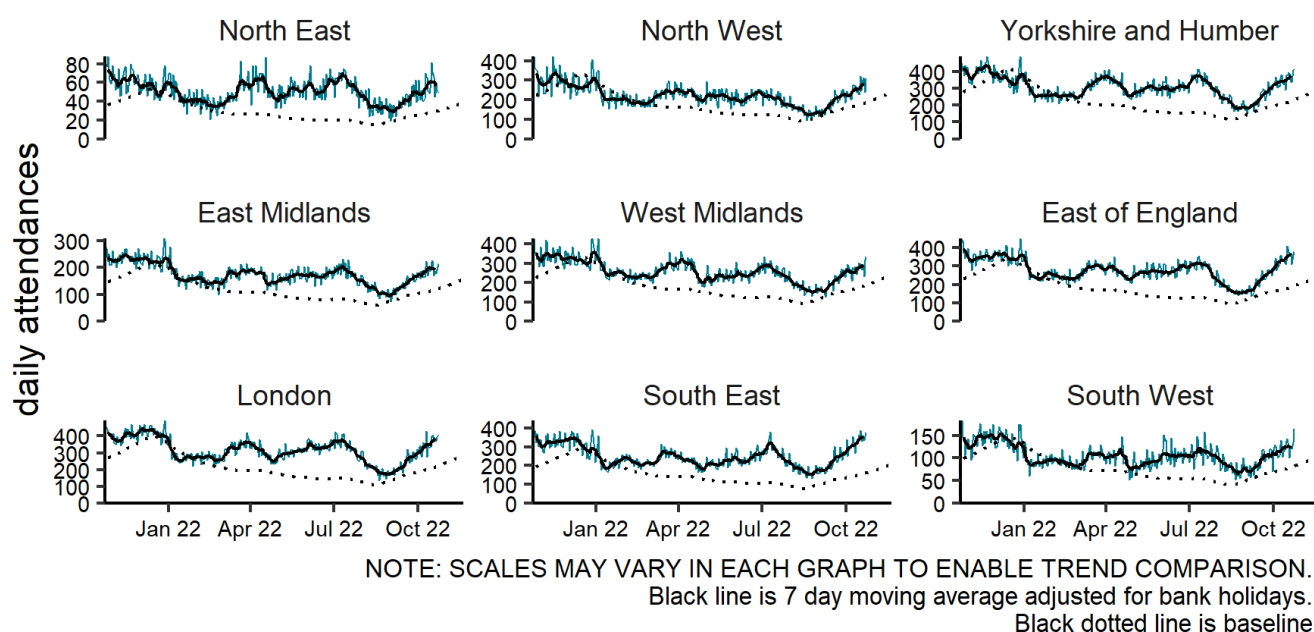 daily attendances
North East
80
60
40
20
0
North West
400
300
200
100
0
Yorkshire and Humber
400
300
200
100
0
East Midlands
300
200
100
0
West Midlands
400
300
200
100
0
East of England
400
300
200
100
0
London
400
300
200
100
0
South East
400
300
200
100
0
South West
150
100
50
0
Jan 22 Apr 22 Jul 22 Oct 22
Jan 22 Apr 22 Jul 22 Oct 22
Jan 22 Apr 22 Jul 22 Oct 22
NOTE: SCALES MAY VARY IN EACH GRAPH TO ENABLE TREND COMPARISON.
Black line is 7 day moving average adjusted for bank holidays.
Black dotted line is baseline